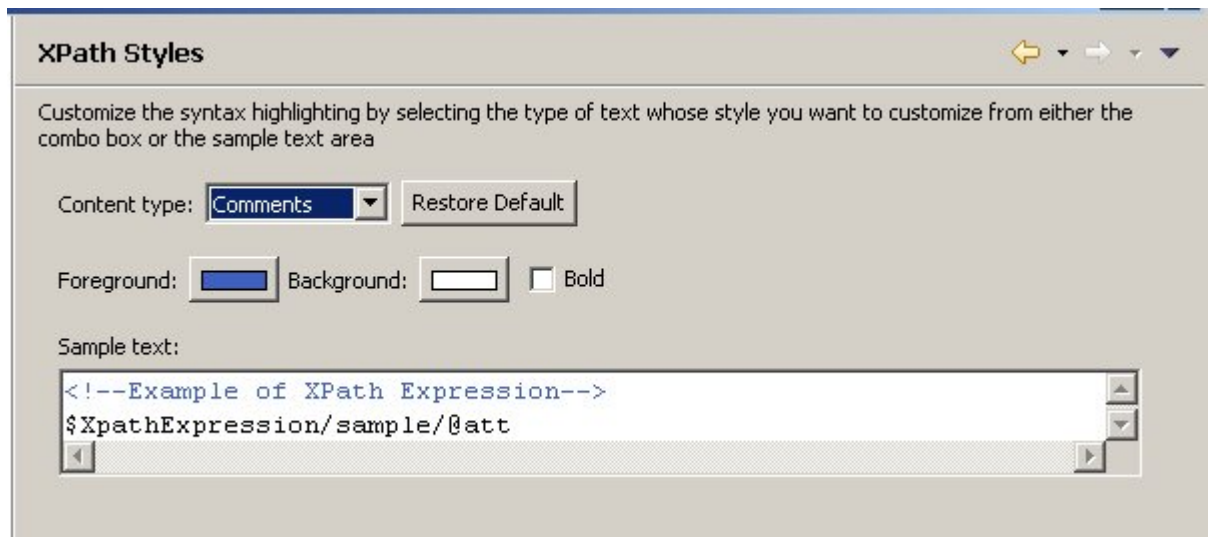 XPath Styles
Customize the syntax highlighting by selecting the type of text whose style you want to customize from either the
combo box or the sample text area
Content type: Comments Restore Default
Foreground: Background: Bold
Sample text:
<!--Example of XPath Expression-->
$XpathExpression/sample/@att